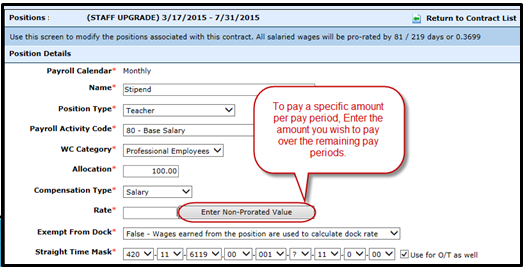 Positions : (STAFF UPGRADE) 3/17/2015 - 7/31/2015 Return to Contract List
Use this screen to modify the positions associated with this contract. All salaried wages will be pro-rated by 81 / 219 days or 0.3699
Position Details
Payroll Calendar* Monthly
Name* Stipend
Position Type* Teacher
Payroll Activity Code* 80 - Base Salary
WC Category* Professional Employees
Allocation* 100.00
Compensation Type* Salary
Rate* Enter Non-Prorated Value
Exempt From Dock* False - Wages earned from the position are used to calculate dock rate
Straight Time Mask* 420 - 11 - 6119 - 00 - 001 - ? - 11 - 0 - 00 Use for O/T as well
To pay a specific amount
per pay period, Enter the
amount you wish to pay
over the remaining pay
periods.